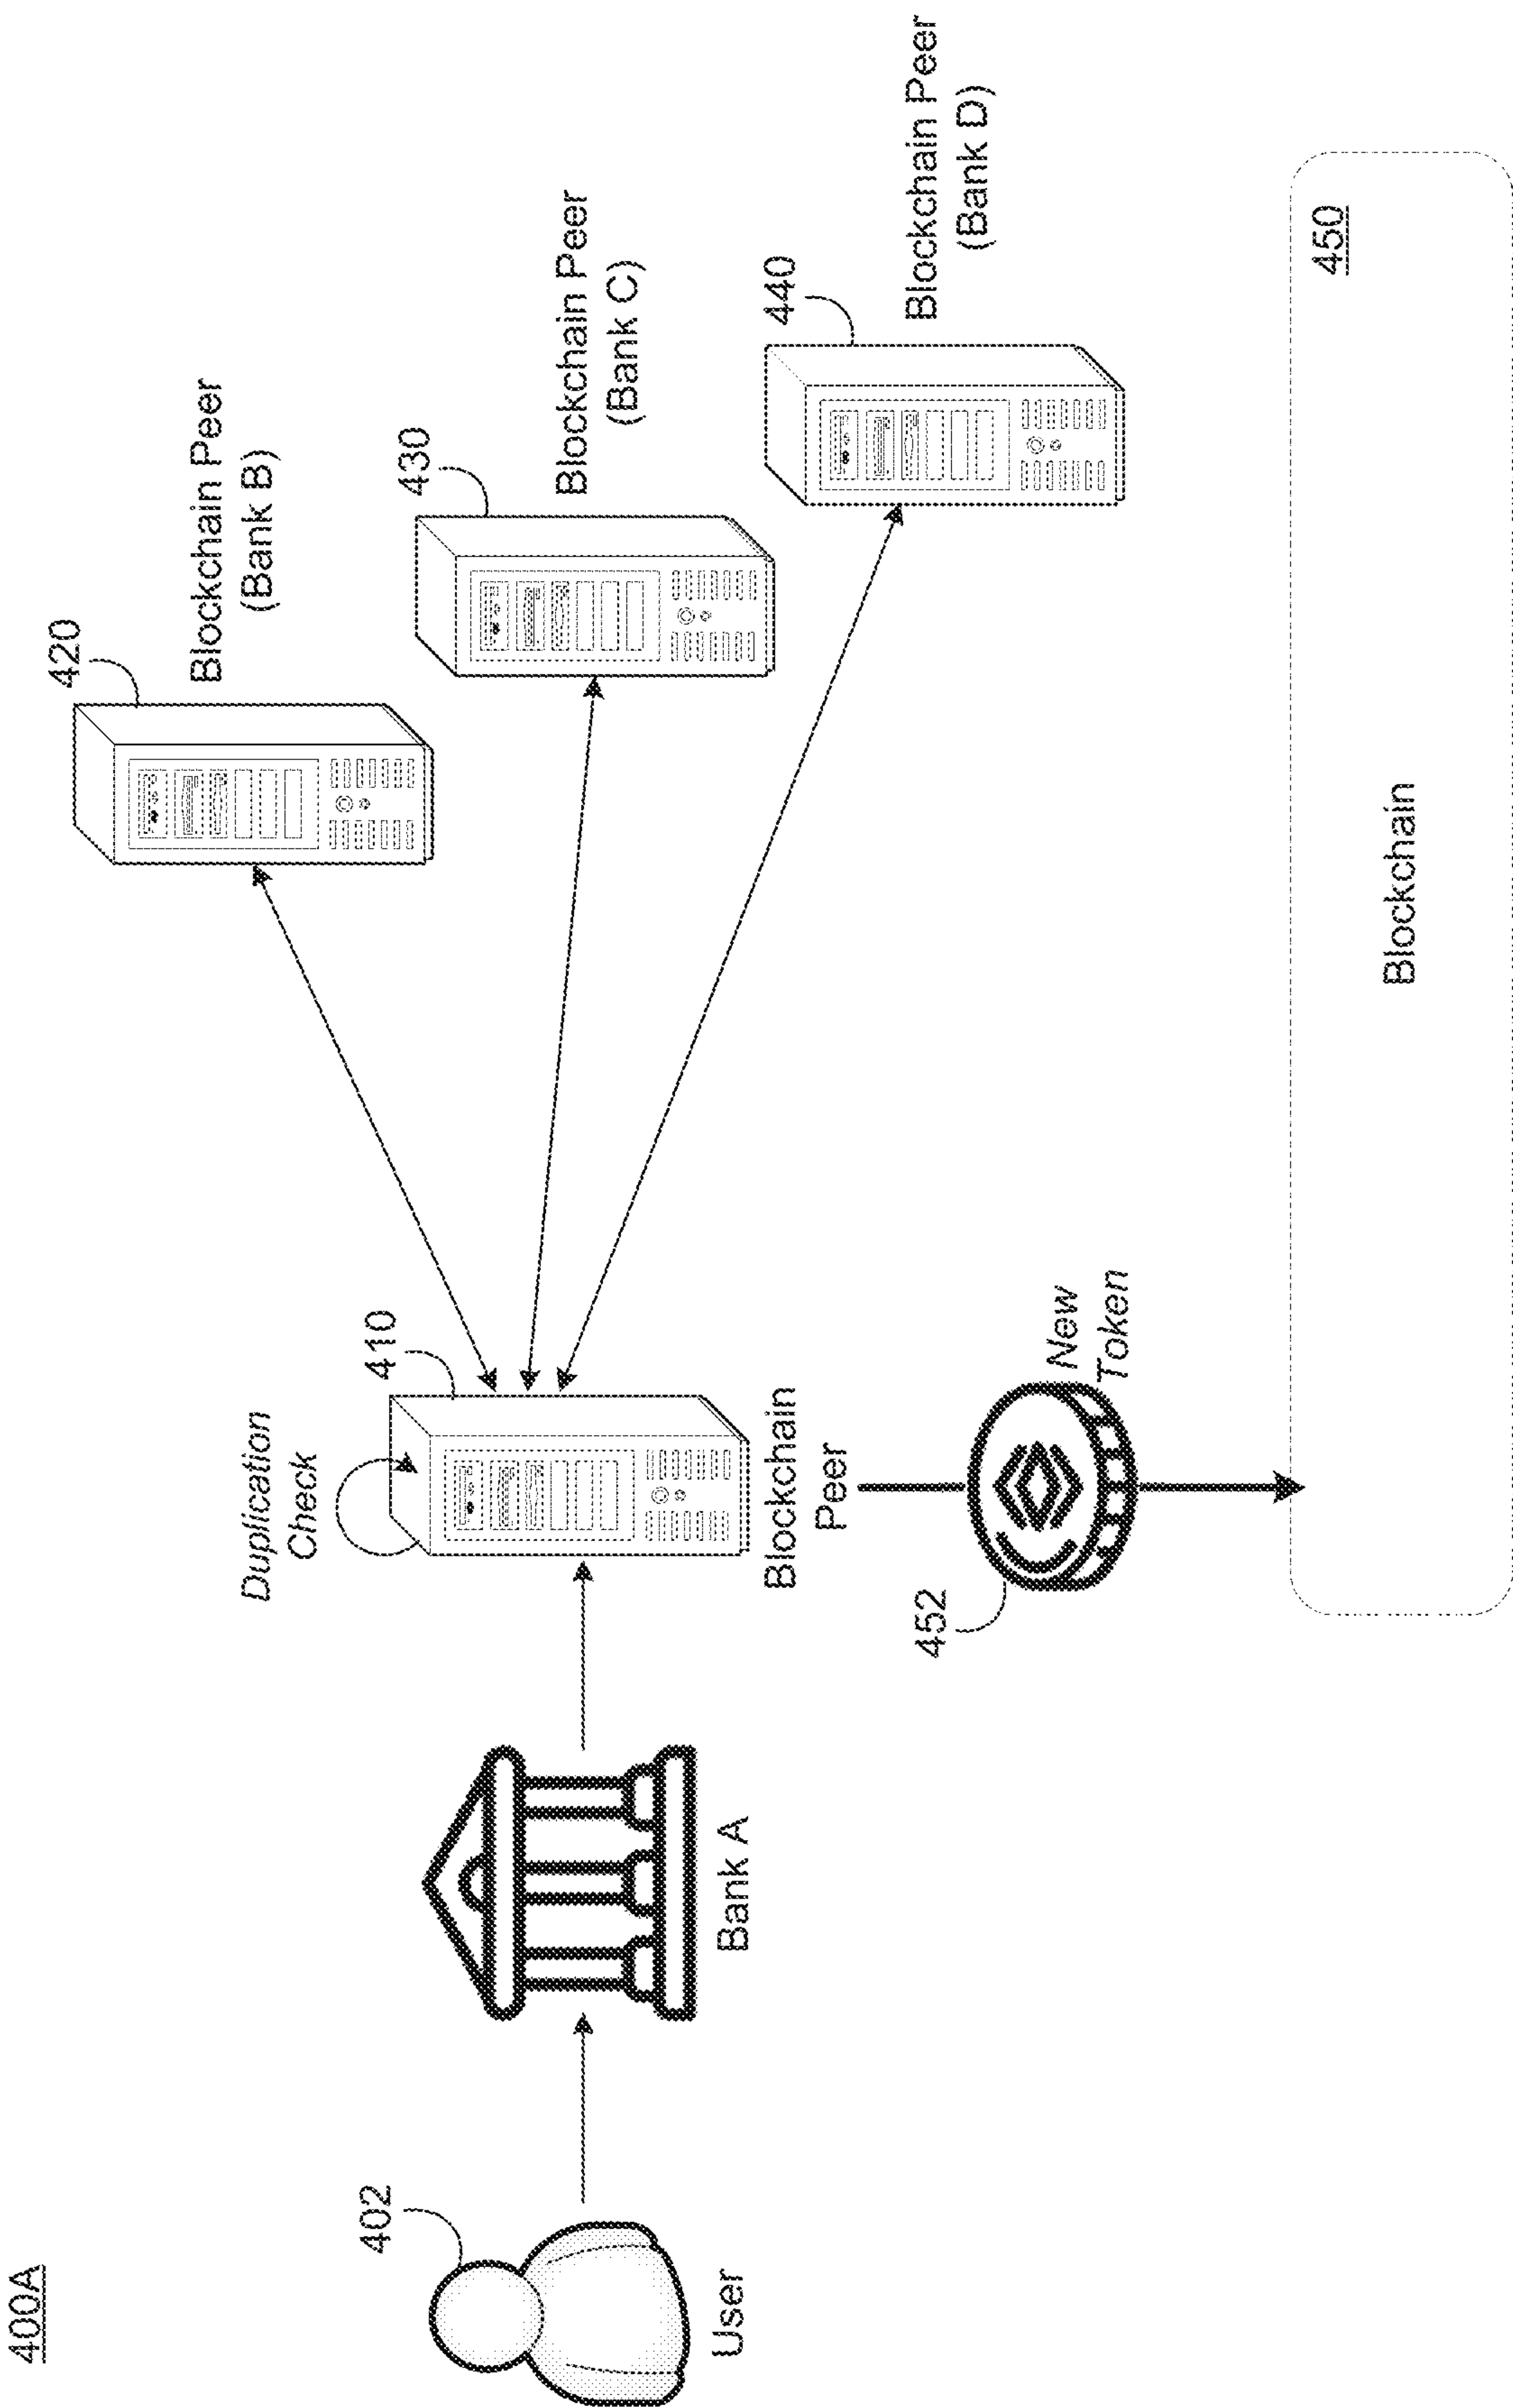 400A
420
Blockchain Peer
(Bank B)
Duplication
Check
410
430
Blockchain Peer
(Bank C)
402
440
Blockchain Peer
(Bank D)
User
Bank A
Blockchain
Peer
452
New
Token
450
Blockchain